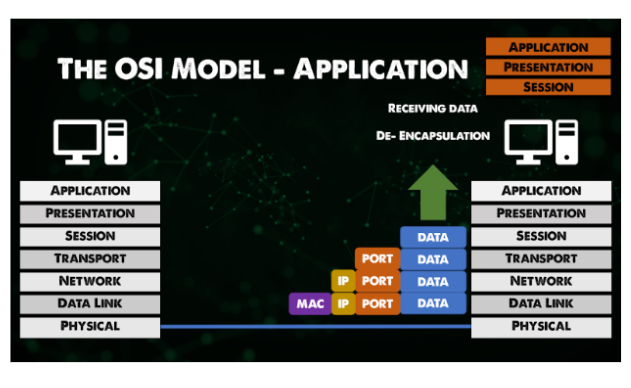 THE OSI MODEL - APPLICATION
APPLICATION
PRESENTATION
SESSION
RECEIVING DATA
DE- ENCAPSULATION
APPLICATION
PRESENTATION
SESSION
TRANSPORT
NETWORK
DATA LINK
PHYSICAL
DATA
PORT DATA
IP PORT DATA
MAC IP PORT DATA
APPLICATION
PRESENTATION
SESSION
TRANSPORT
NETWORK
DATA LINK
PHYSICAL